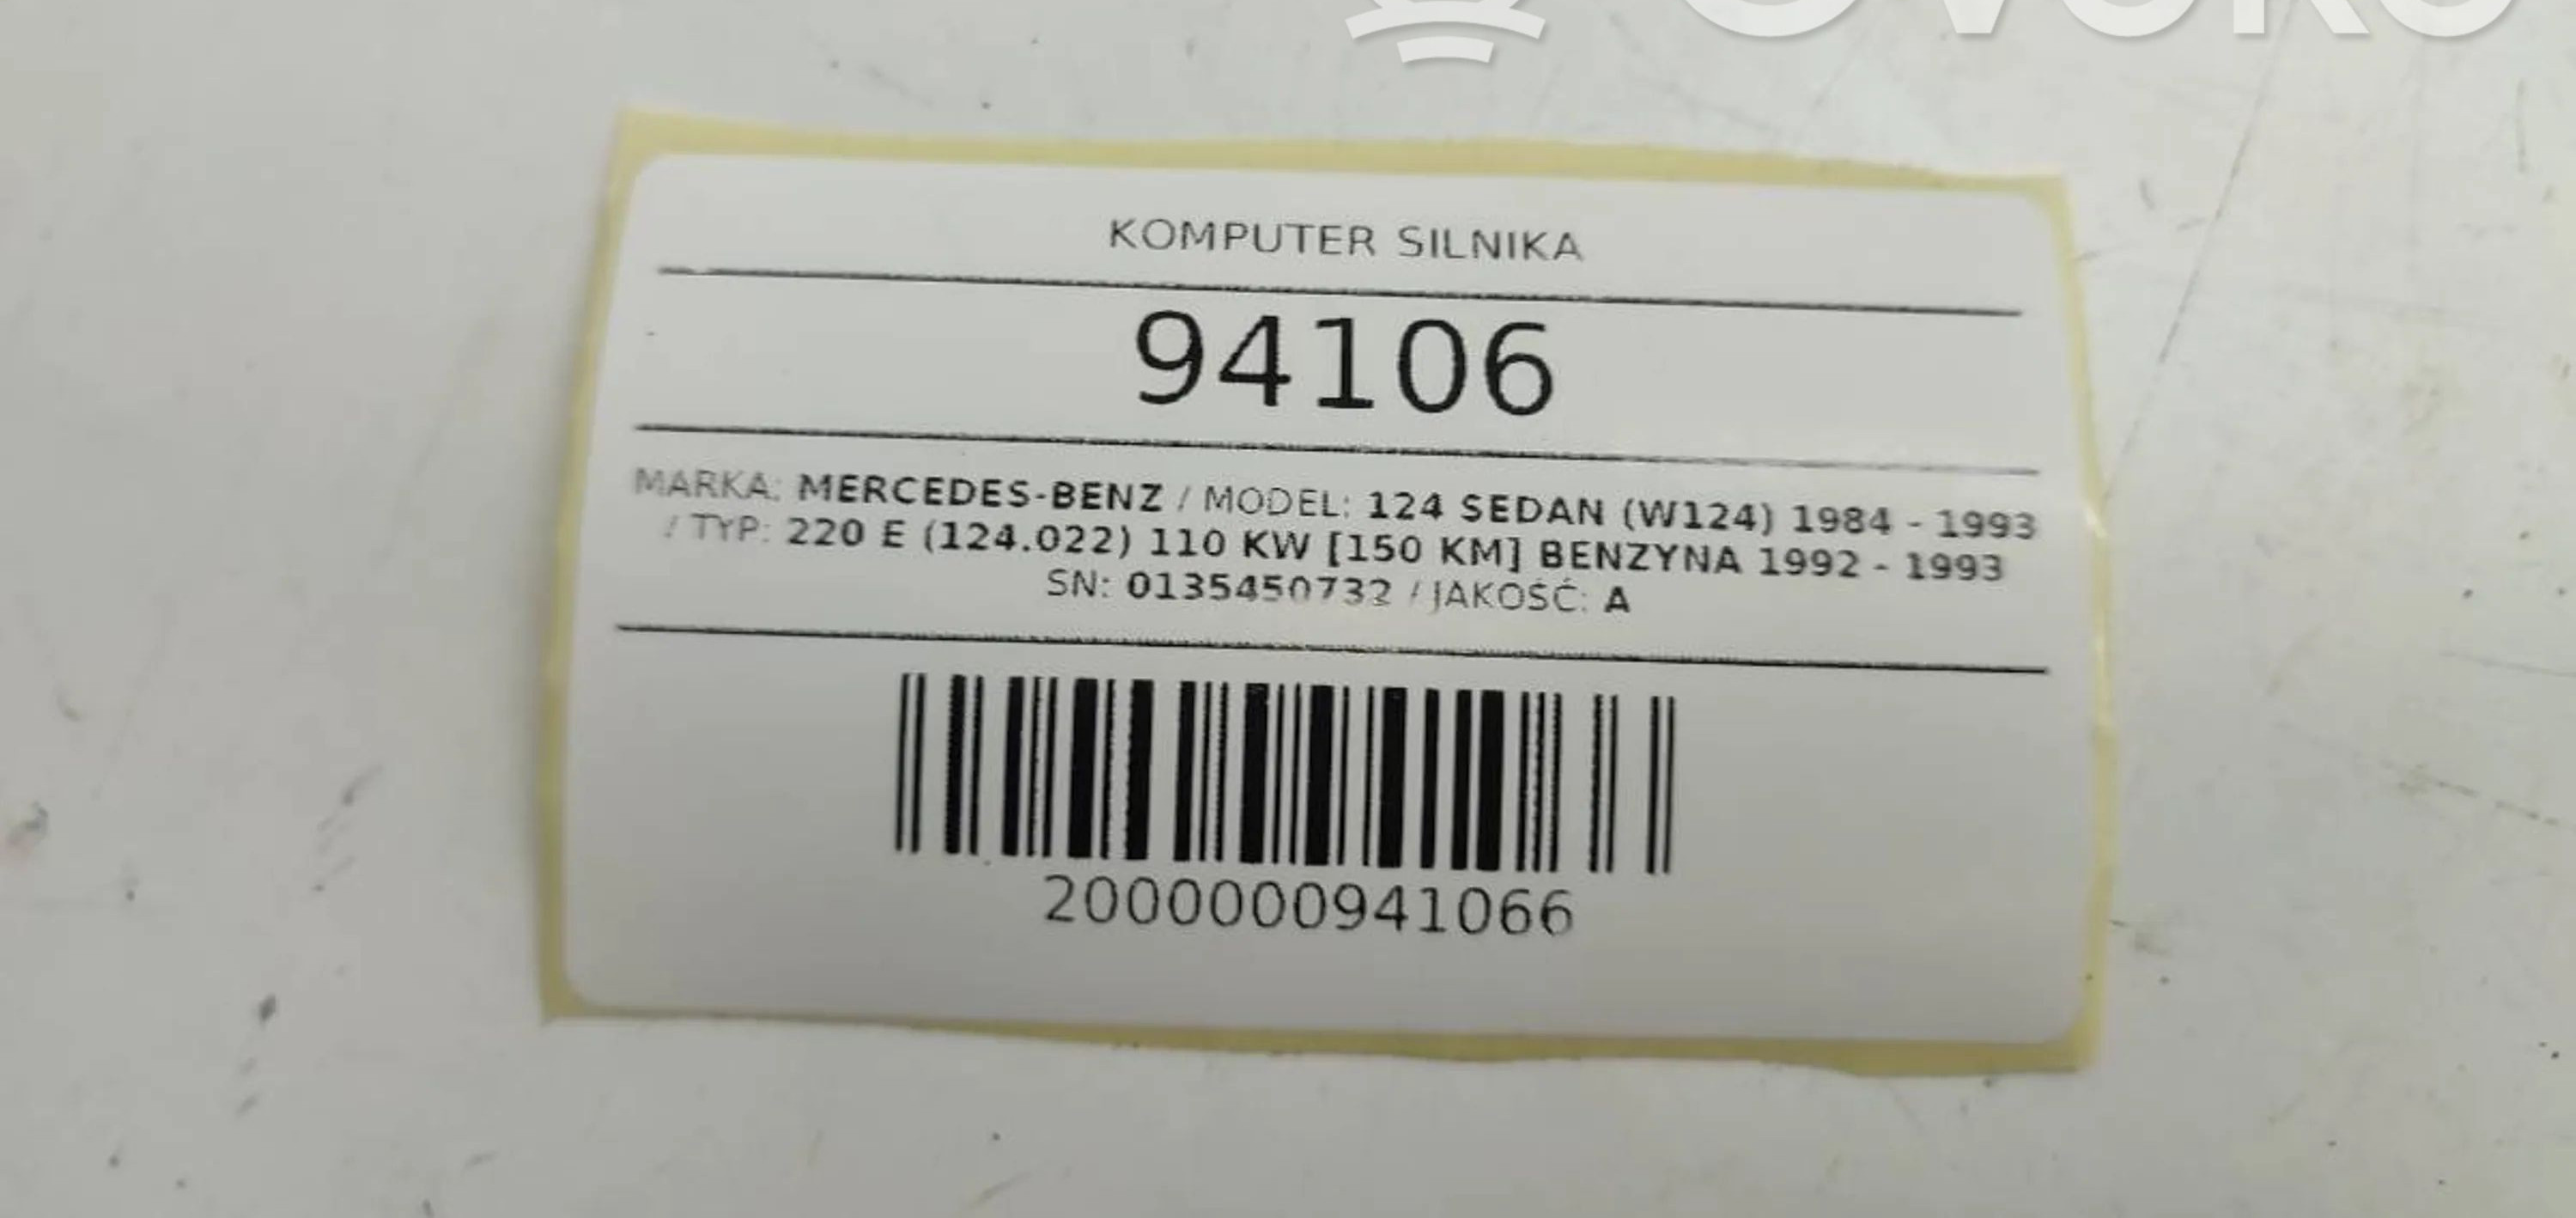 OVOKO
KOMPUTER SILNIKA
94106
MARKA: MERCEDES-BENZ / MODEL: 124 SEDAN (W124) 1984 - 1993
/ TYP: 220 E (124.022) 110 KW [150 KM] BENZYNA 1992 - 1993
SN: 0135450732 / JAKOŚĆ: A
2000000941066